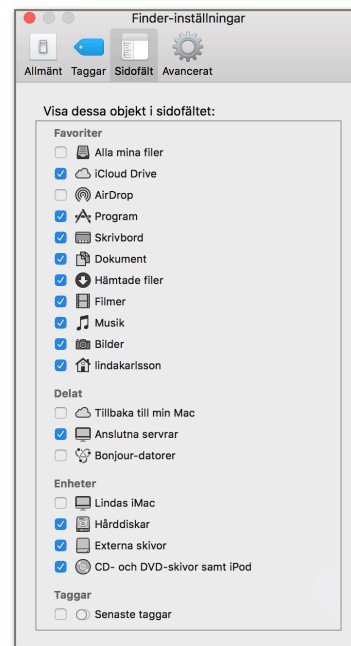 Finder-inställningar
Allmänt Taggar Sidofält Avancerat
Visa dessa objekt i sidofältet:
Favoriter
Alla mina filer
iCloud Drive
AirDrop
Program
Skrivbord
Dokument
Hämtade filer
Filmer
Musik
Bilder
lindakarlsson
Delat
Tillbaka till min Mac
Anslutna servrar
Bonjour-datorer
Enheter
Lindas iMac
Hårddiskar
Externa skivor
CD- och DVD-skivor samt iPod
Taggar
Senaste taggar